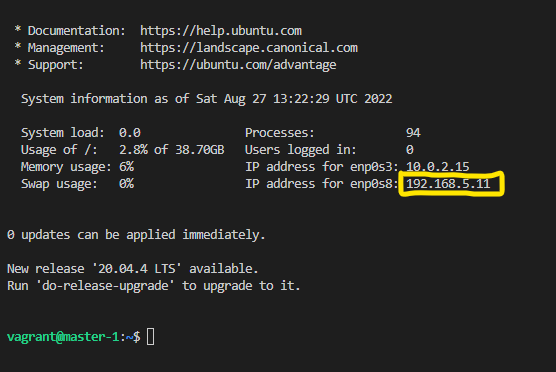 * Documentation:  https://help.ubuntu.com
* Management:     https://landscape.canonical.com
* Support:        https://ubuntu.com/advantage
System information as of Sat Aug 27 13:22:29 UTC 2022
System load:  0.0               Processes:             94
Usage of /:   2.8% of 38.70GB   Users logged in:       0
Memory usage: 6%                IP address for enp0s3: 10.0.2.15
Swap usage:   0%                IP address for enp0s8: 192.168.5.11
0 updates can be applied immediately.
New release '20.04.4 LTS' available.
Run 'do-release-upgrade' to upgrade to it.
vagrant@master-1:~$